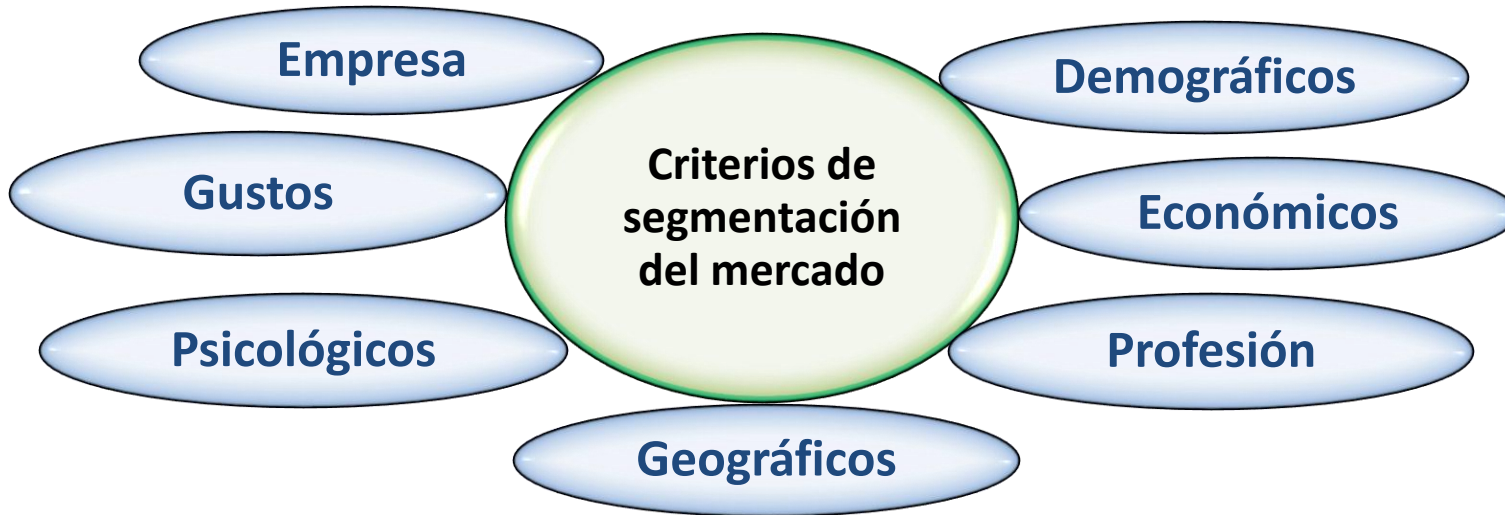 Empresa
Demográficos
Gustos
Criterios de
segmentación
del mercado
Económicos
Psicológicos
Profesión
Geográficos